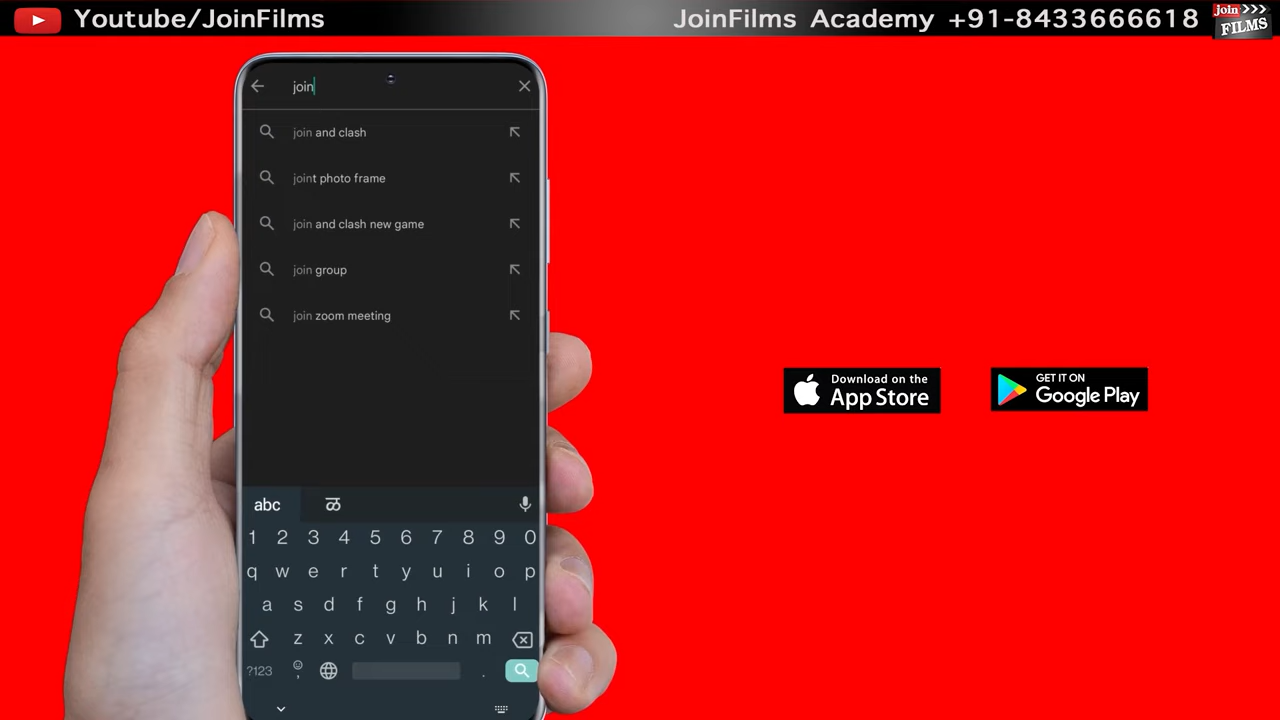 Youtube/JoinFilms
JoinFilms Academy +91-8433666618
join
FILMS
join
join and clash
joint photo frame
join and clash new game
join group
join zoom meeting
Download on the
App Store
GET IT ON
Google Play
abc
ऴ
1 2 3 4 5 6 7 8 9 0
q w e r t y u i o p
a s d f g h j k l
z x c v b n m
?123 , .